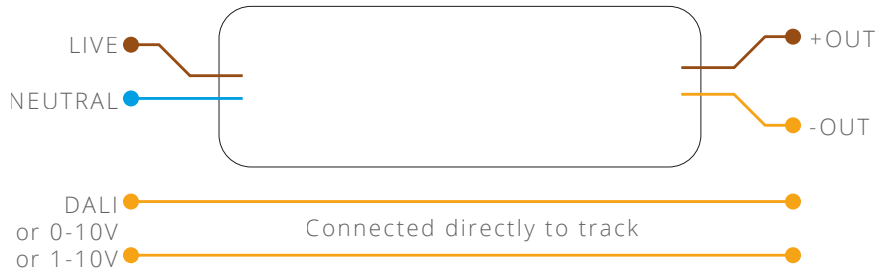 LIVE
NEUTRAL
+OUT
-OUT
DALI
or 0-10V
or 1-10V
Connected directly to track